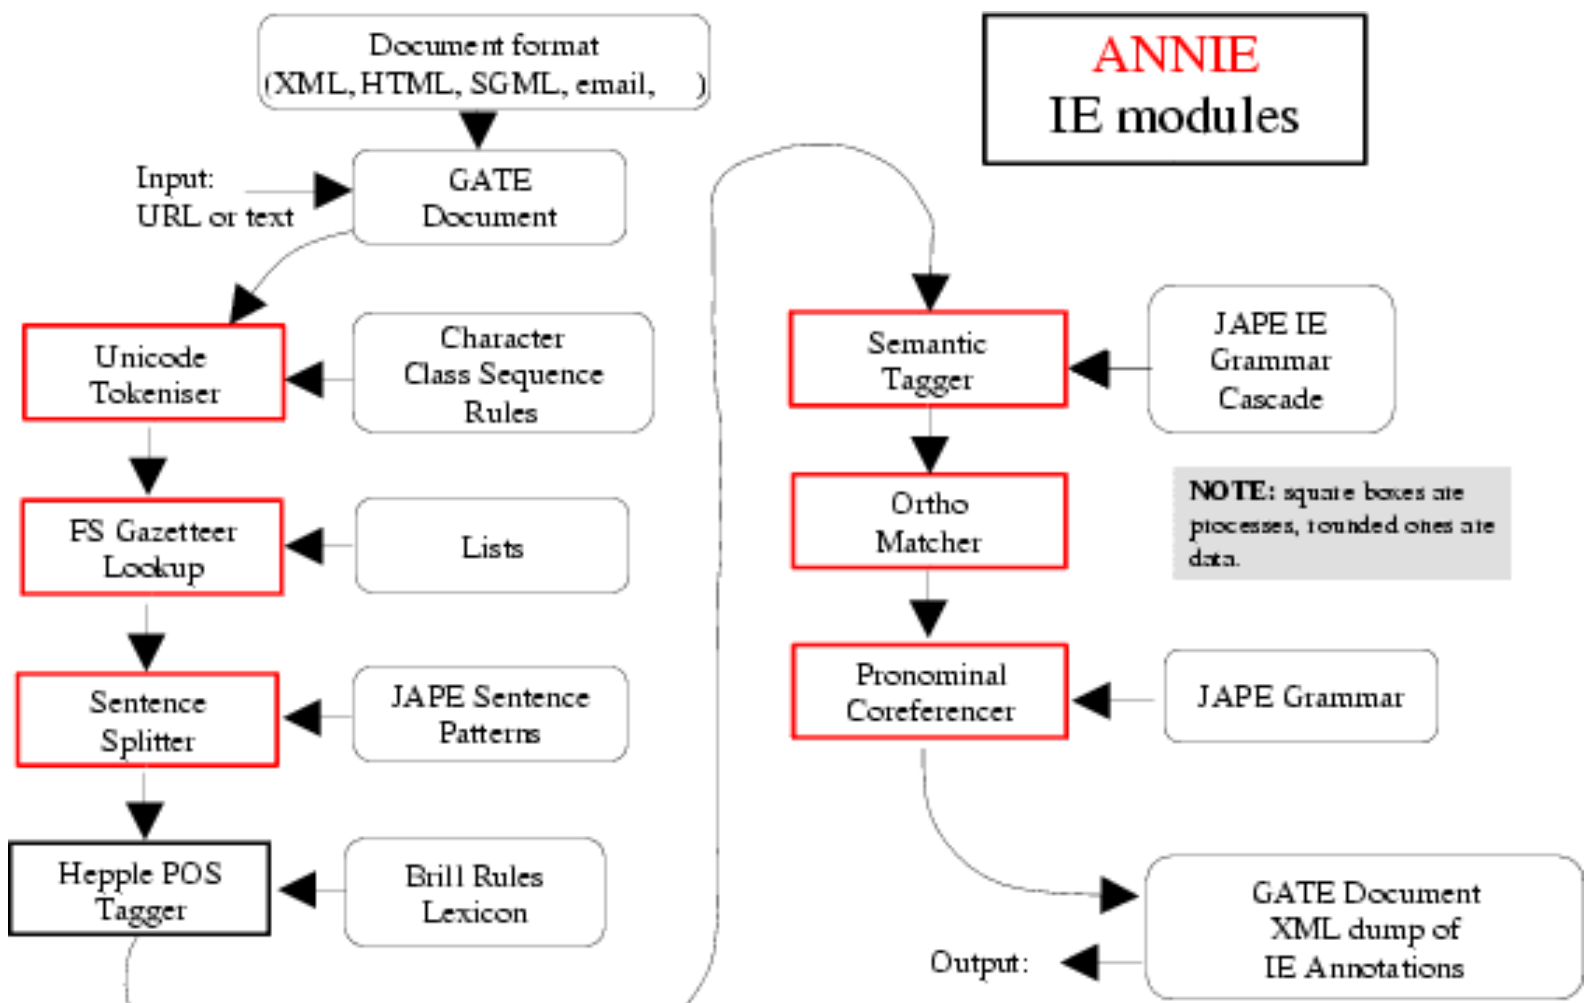 Document format
(XML, HTML, SGML, email, )
ANNIE
IE modules
Input:
URL or text
GATE
Document
Unicode
Tokeniser
Character
Class Sequence
Rules
FS Gazetteer
Lookup
Lists
Sentence
Splitter
JAPE Sentence
Patterns
Hepple POS
Tagger
Brill Rules
Lexicon
Semantic
Tagger
JAPE IE
Grammar
Cascade
Ortho
Matcher
NOTE: square boxes are
processes, rounded ones are
data.
Pronominal
Coreferencer
JAPE Grammar
GATE Document
XML dump of
IE Annotations
Output: